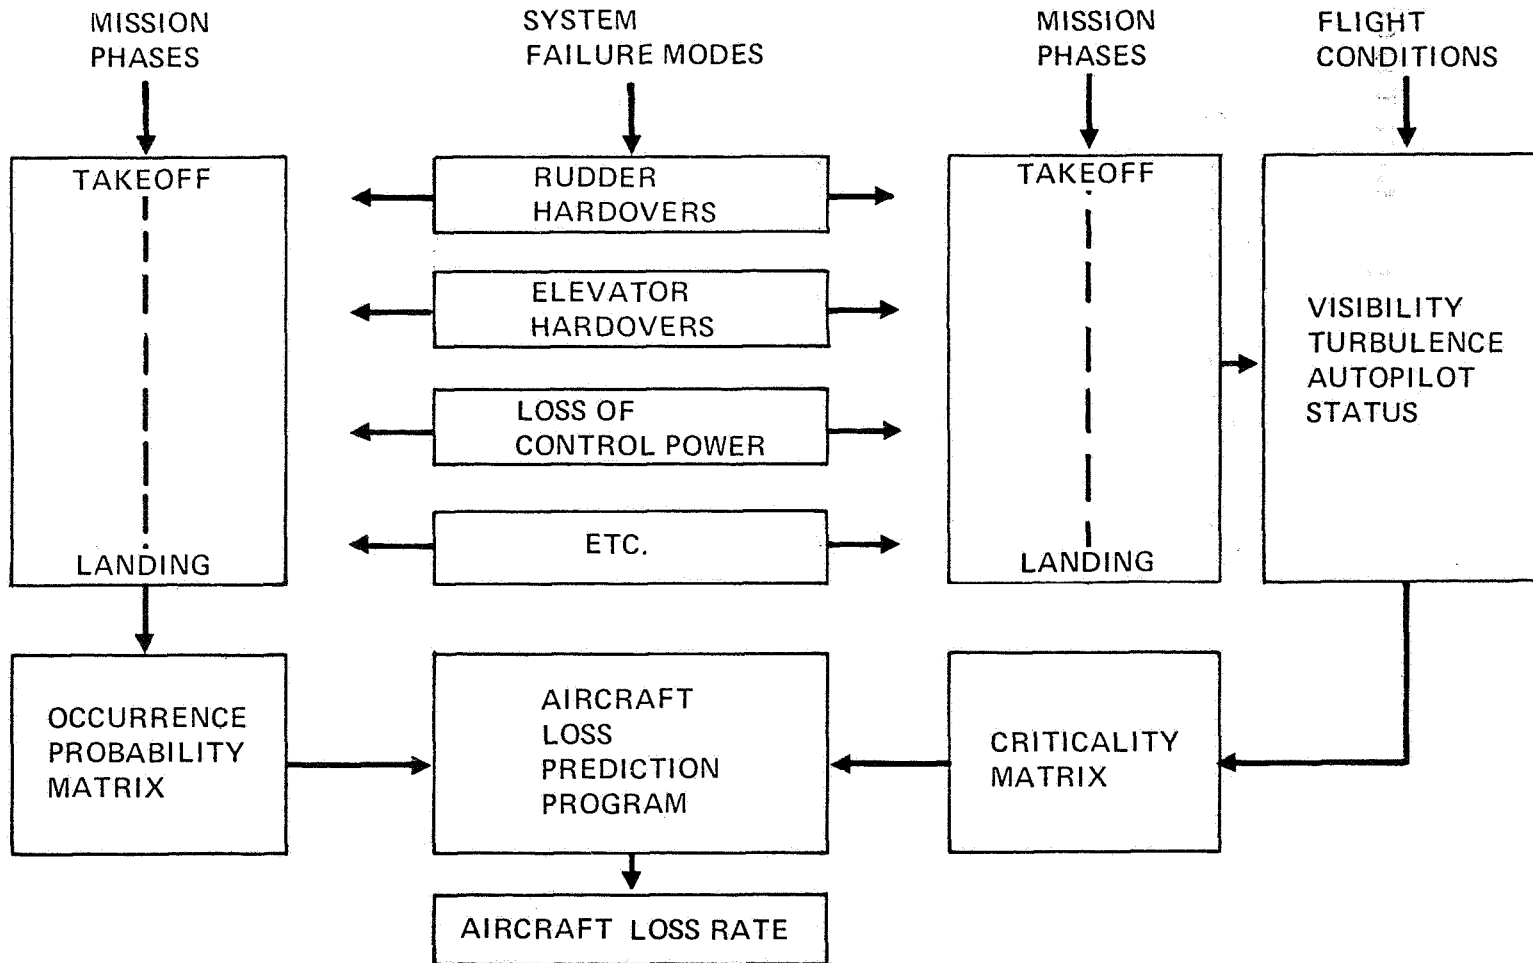 MISSION
PHASES
SYSTEM
FAILURE MODES
MISSION
PHASES
FLIGHT
CONDITIONS
TAKEOFF
LANDING
RUDDER
HARDOVERS
ELEVATOR
HARDOVERS
LOSS OF
CONTROL POWER
ETC.
TAKEOFF
LANDING
VISIBILITY
TURBULENCE
AUTOPILOT
STATUS
OCCURRENCE
PROBABILITY
MATRIX
AIRCRAFT
LOSS
PREDICTION
PROGRAM
CRITICALITY
MATRIX
AIRCRAFT LOSS RATE